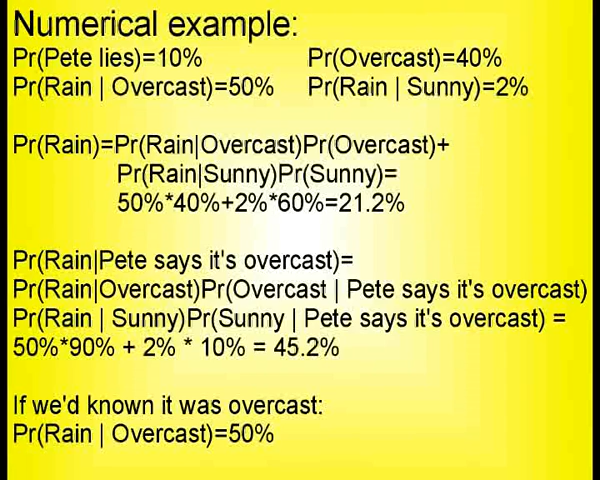 Numerical example:
Pr(Pete lies)=10% Pr(Overcast)=40%
Pr(Rain | Overcast)=50% Pr(Rain | Sunny)=2%
Pr(Rain)=Pr(Rain|Overcast)Pr(Overcast)+
Pr(Rain|Sunny)Pr(Sunny)=
50%*40%+2%*60%=21.2%
Pr(Rain|Pete says it's overcast)=
Pr(Rain|Overcast)Pr(Overcast | Pete says it's overcast)
Pr(Rain | Sunny)Pr(Sunny | Pete says it's overcast) =
50%*90% + 2% * 10% = 45.2%
If we'd known it was overcast:
Pr(Rain | Overcast)=50%